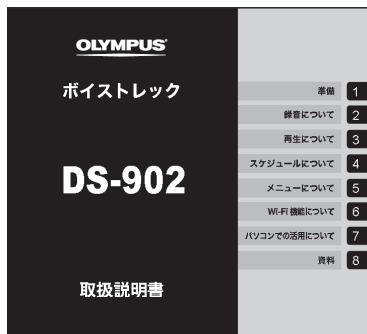 OLYMPUS
ボイストレック
DS-902
取扱説明書
準備 1
録音について 2
再生について 3
スケジュールについて 4
メニューについて 5
Wi-Fi 機能について 6
パソコンでの活用について 7
資料 8